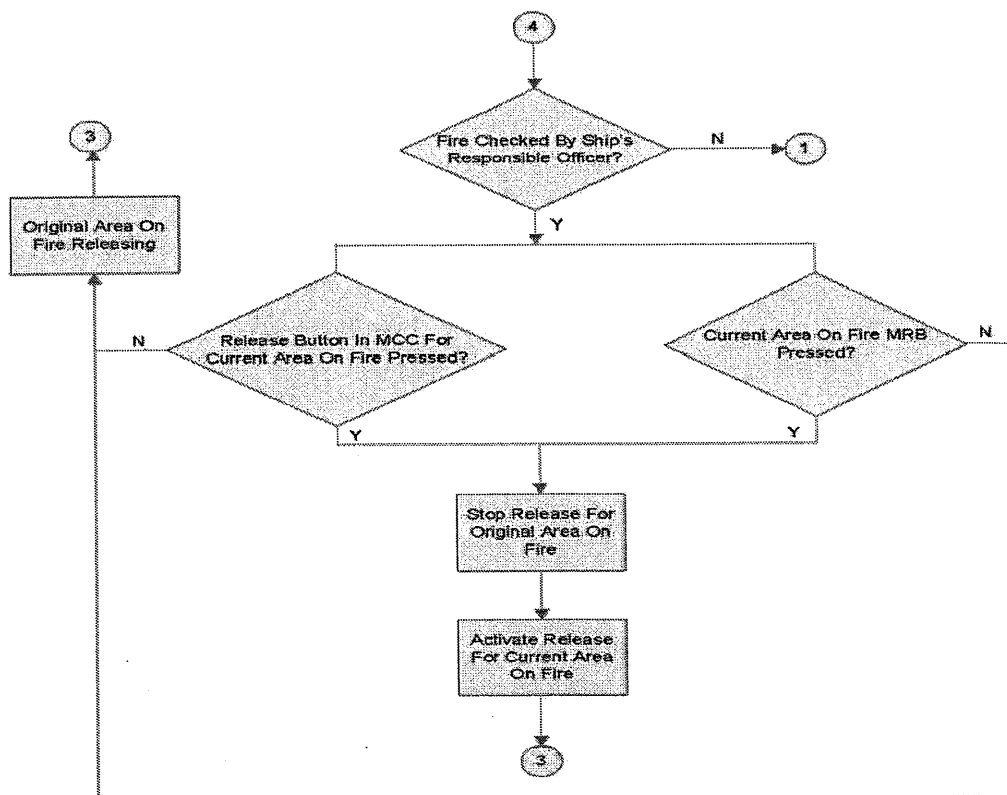 4
Fire Checked By Ship's
Responsible Officer?
N
1
Y
3
Original Area On
Fire Releasing
N
Release Button In MCC For
Current Area On Fire Pressed?
Y
Current Area On Fire MRB
Pressed?
N
Y
Stop Release For
Original Area On
Fire
Activate Release
For Current Area
On Fire
3